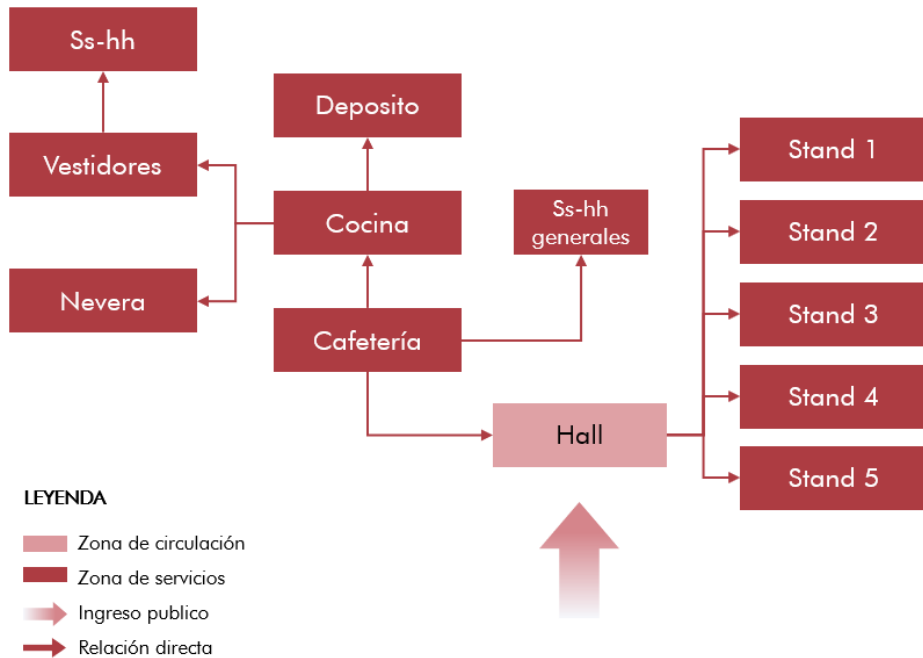 Ss-hh
Deposito
Vestidores
Stand 1
Cocina
Ss-hh
generales
Stand 2
Nevera
Cafetería
Stand 3
Stand 4
Hall
Stand 5
LEYENDA
Zona de circulación
Zona de servicios
Ingreso publico
Relación directa